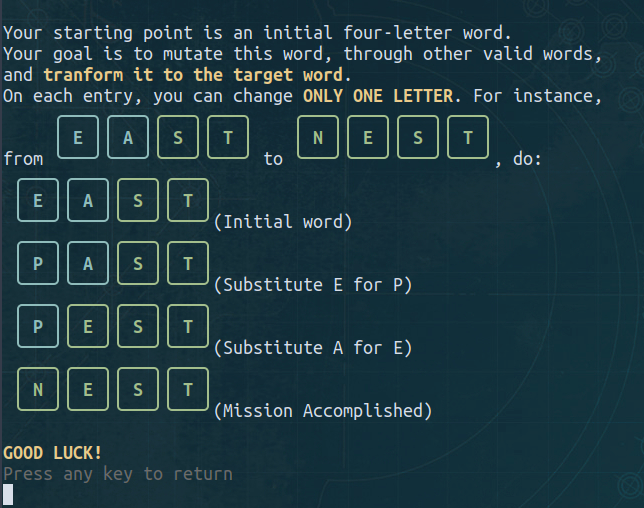 Your starting point is an initial four-letter word.
Your goal is to mutate this word, through other valid words,
and tranform it to the target word.
On each entry, you can change ONLY ONE LETTER. For instance,
from E A S T to N E S T , do:
E A S T (Initial word)
P A S T (Substitute E for P)
P E S T (Substitute A for E)
N E S T (Mission Accomplished)
GOOD LUCK!
Press any key to return